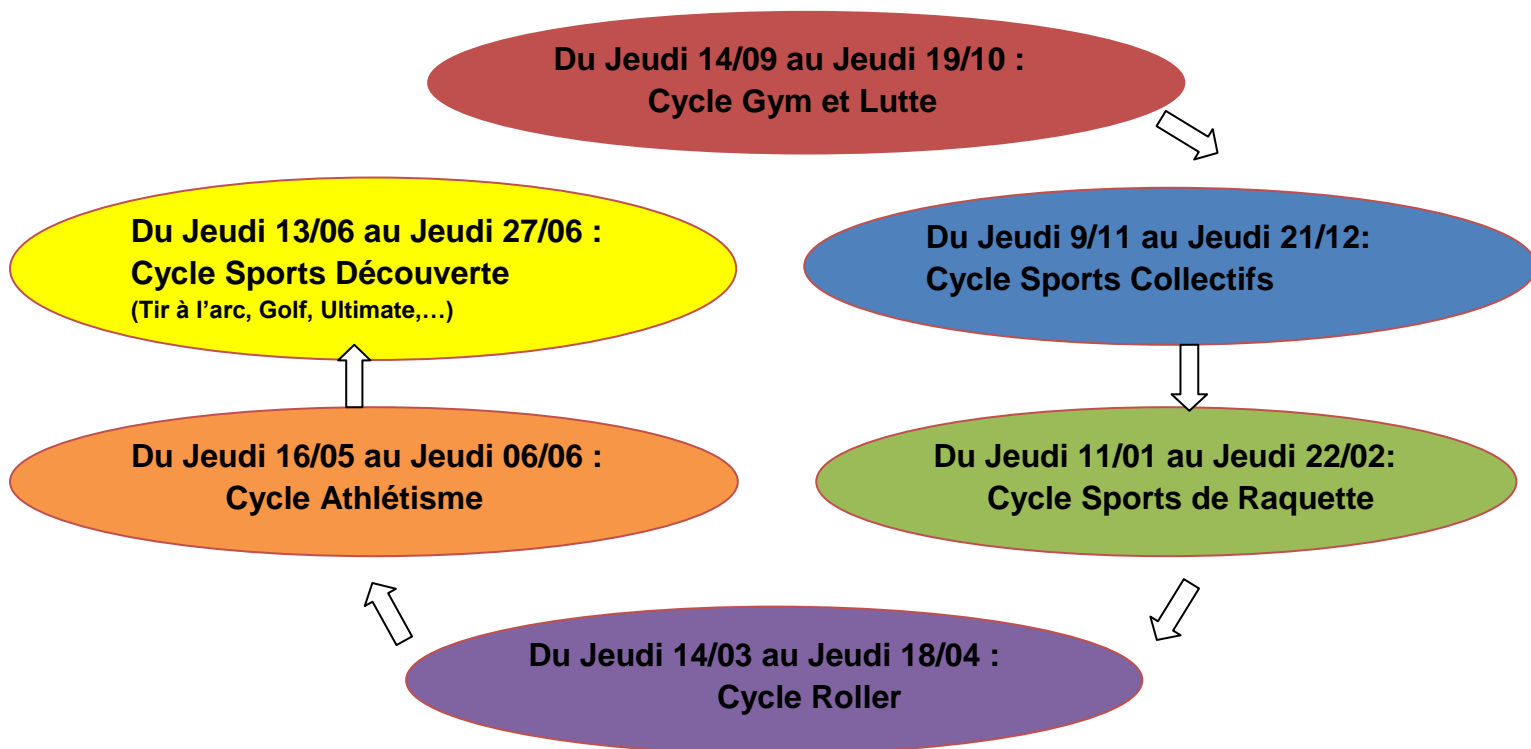 Du Jeudi 14/09 au Jeudi 19/10 :
Cycle Gym et Lutte
Du Jeudi 9/11 au Jeudi 21/12:
Cycle Sports Collectifs
Du Jeudi 11/01 au Jeudi 22/02:
Cycle Sports de Raquette
Du Jeudi 14/03 au Jeudi 18/04 :
Cycle Roller
Du Jeudi 16/05 au Jeudi 06/06 :
Cycle Athlétisme
Du Jeudi 13/06 au Jeudi 27/06 :
Cycle Sports Découverte
(Tir à l’arc, Golf, Ultimate,…)